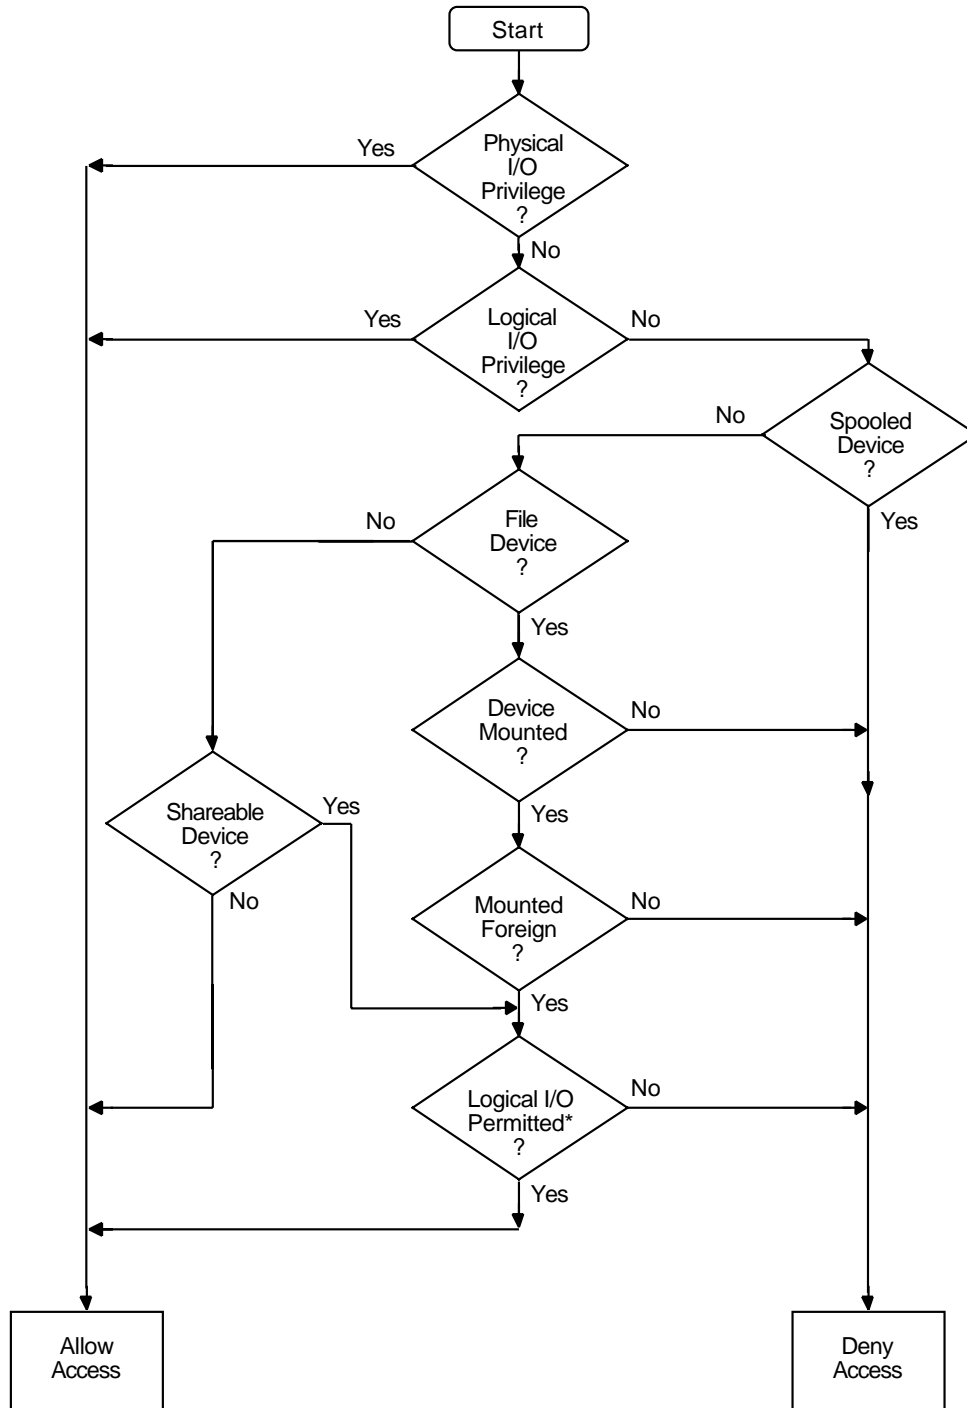 Start
Yes
Physical
I/O
Privilege
?
No
Yes
Logical
I/O
Privilege
?
No
No
Spooled
Device
?
Yes
No
File
Device
?
Yes
Device
Mounted
?
No
Yes
Shareable
Device
?
Yes
No
Mounted
Foreign
?
No
Yes
Logical I/O
Permitted*
?
No
Yes
Allow
Access
Deny
Access